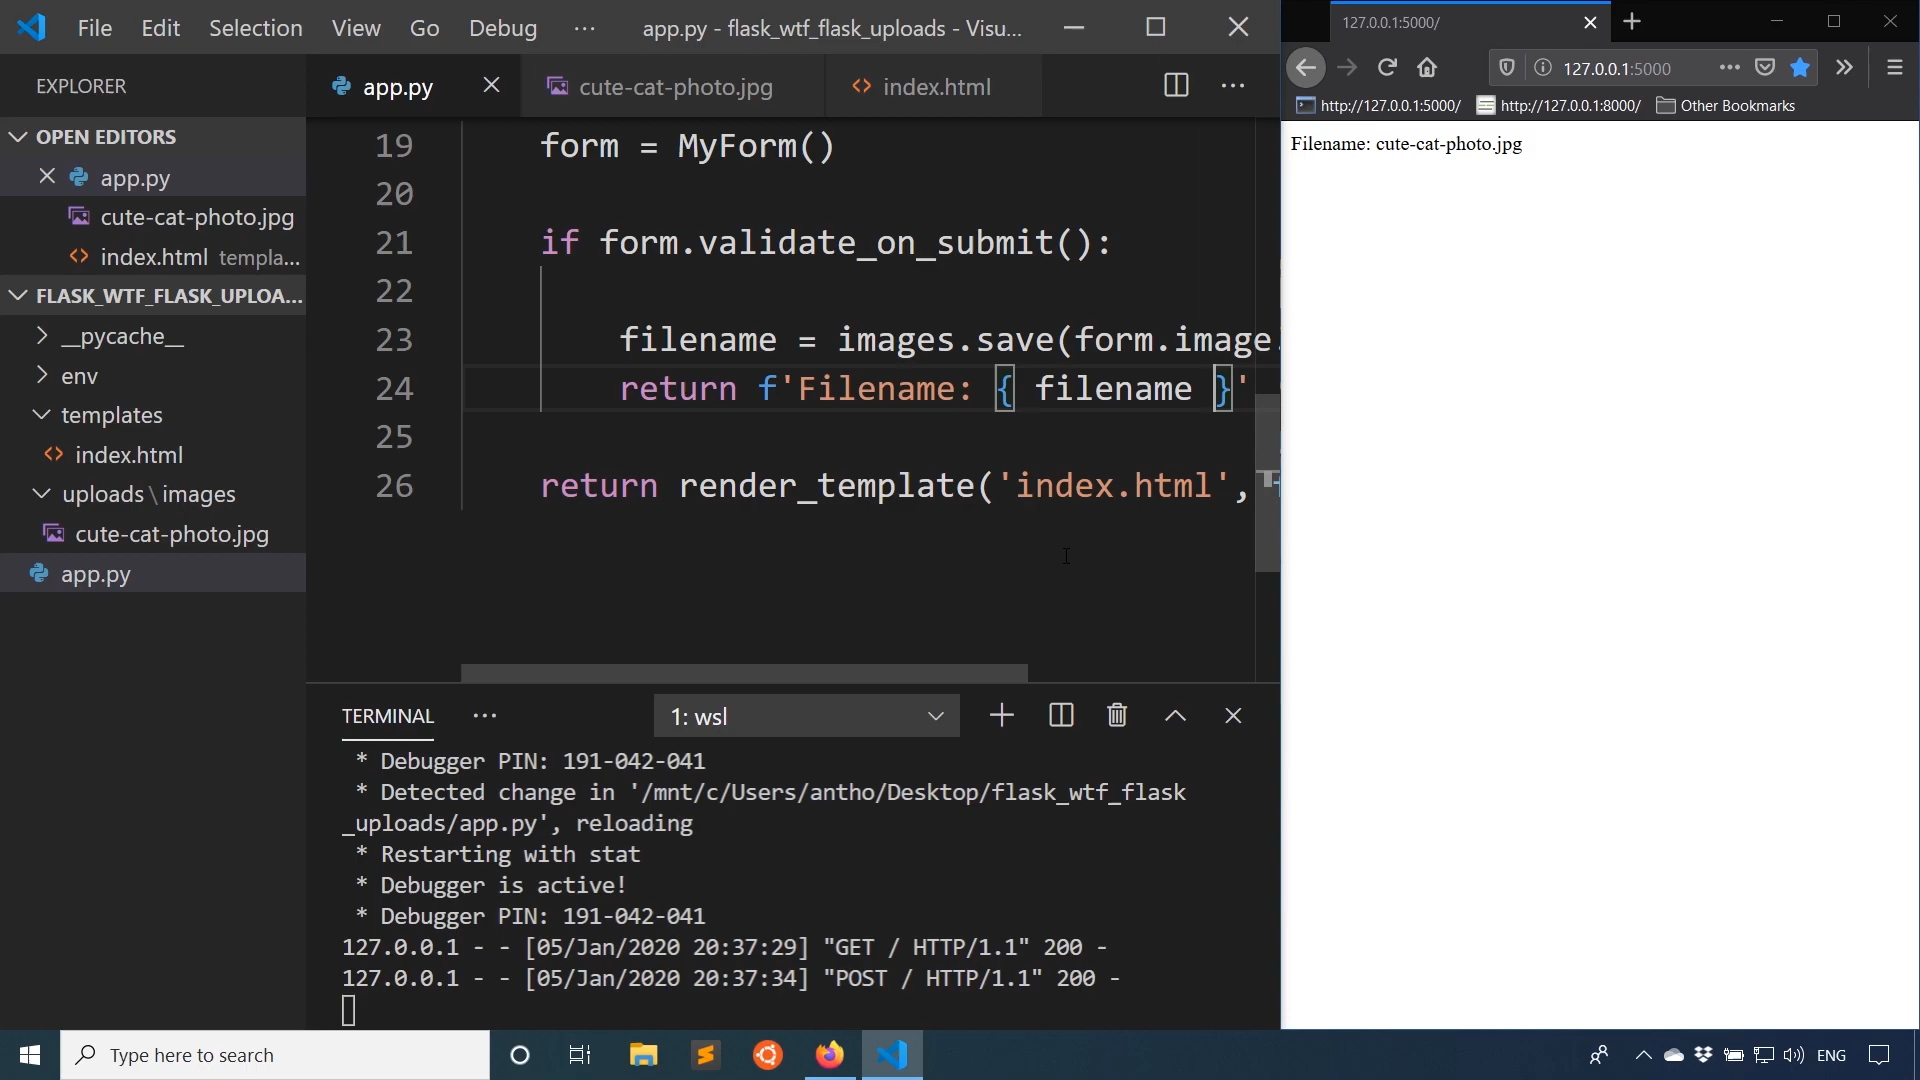 File Edit Selection View Go Debug ··· app.py - flask_wtf_flask_uploads - Visu...
127.0.0.1:5000/
EXPLORER
app.py cute-cat-photo.jpg index.html
127.0.0.1:5000
http://127.0.0.1:5000/ http://127.0.0.1:8000/ Other Bookmarks
OPEN EDITORS
app.py
cute-cat-photo.jpg
index.html templa...
FLASK_WTF_FLASK_UPLOA...
__pycache__
env
templates
index.html
uploads\images
cute-cat-photo.jpg
app.py
19 form = MyForm()
20
21 if form.validate_on_submit():
22
23 filename = images.save(form.image.
24 return f'Filename: { filename }'
25
26 return render_template('index.html',
Filename: cute-cat-photo.jpg
TERMINAL ··· 1: wsl
* Debugger PIN: 191-042-041
* Detected change in '/mnt/c/Users/antho/Desktop/flask_wtf_flask
_uploads/app.py', reloading
* Restarting with stat
* Debugger is active!
* Debugger PIN: 191-042-041
127.0.0.1 - - [05/Jan/2020 20:37:29] "GET / HTTP/1.1" 200 -
127.0.0.1 - - [05/Jan/2020 20:37:34] "POST / HTTP/1.1" 200 -
Type here to search
ENG